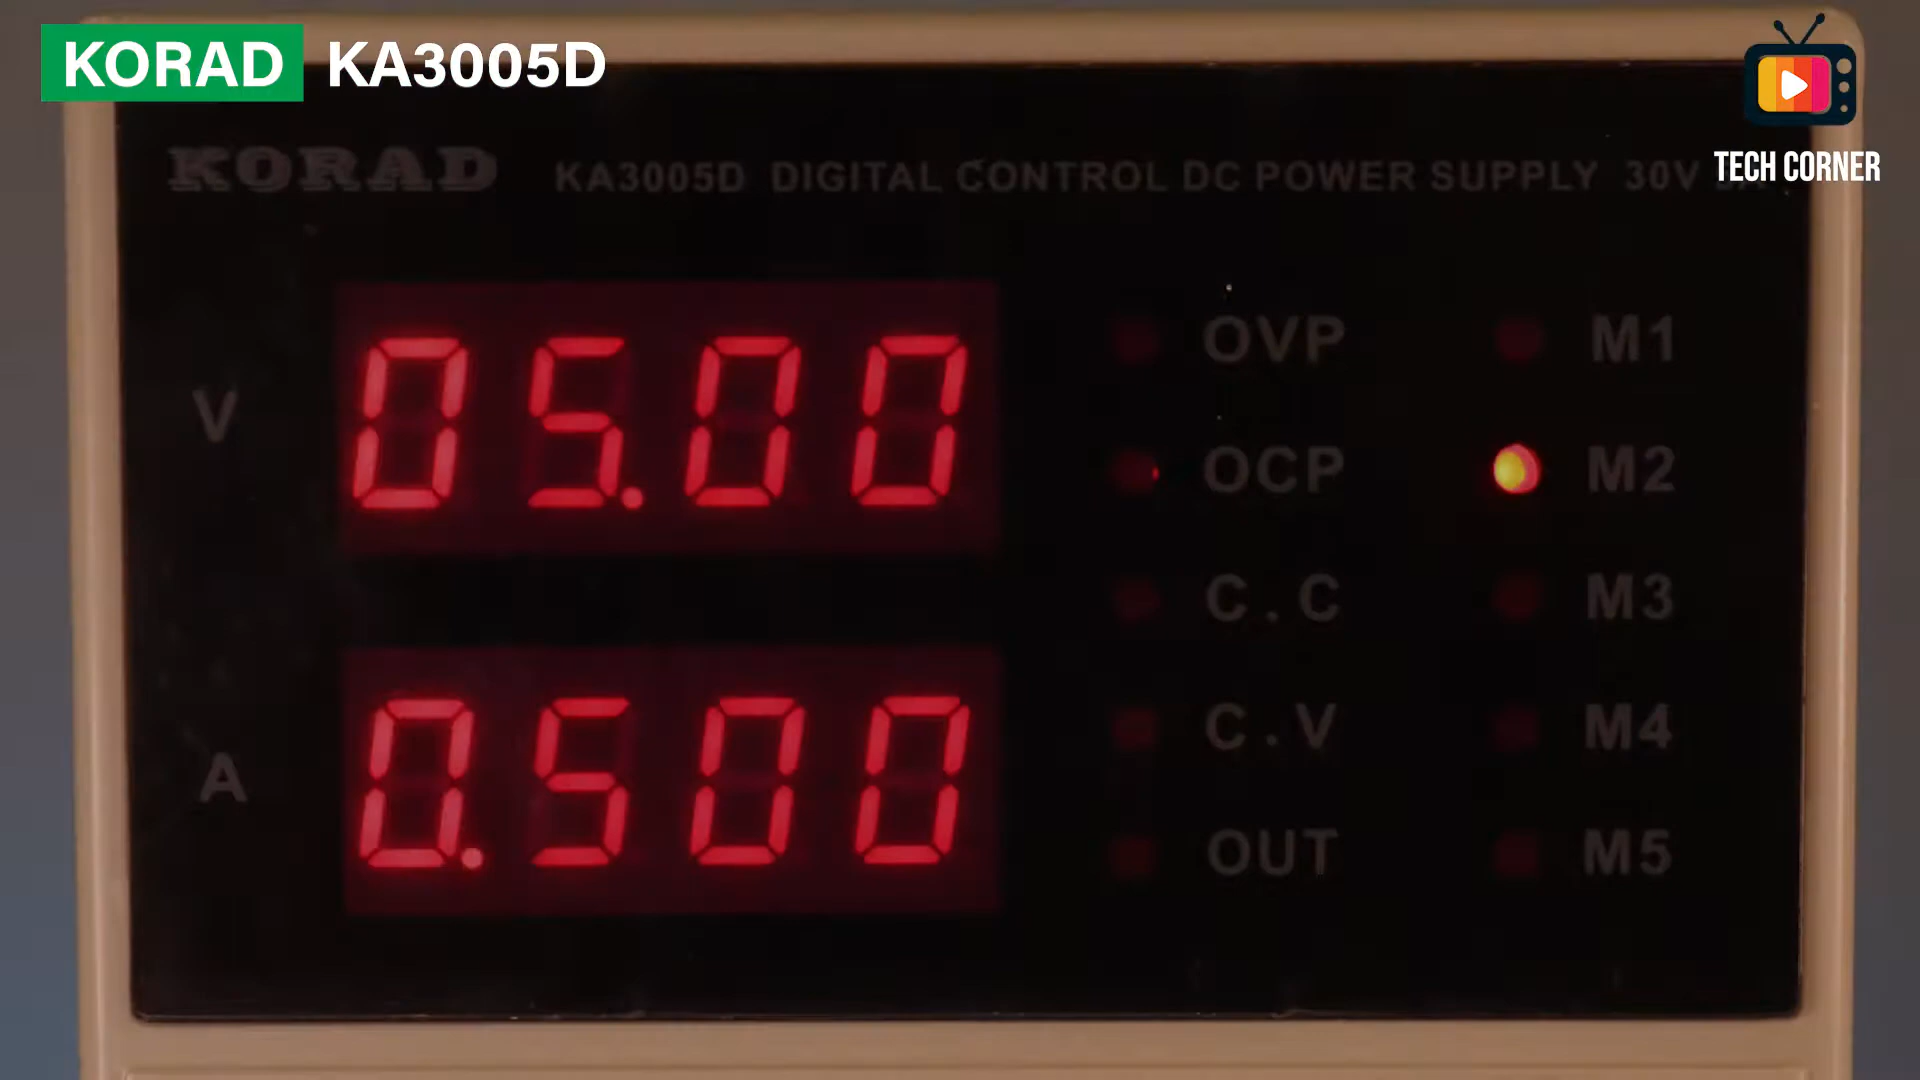 KORAD KA3005D
TECH CORNER
KORAD KA3005D DIGITAL CONTROL DC POWER SUPPLY 30V
V 05.00
A 0.500
OVP M1
OCP M2
C.C M3
C.V M4
OUT M5